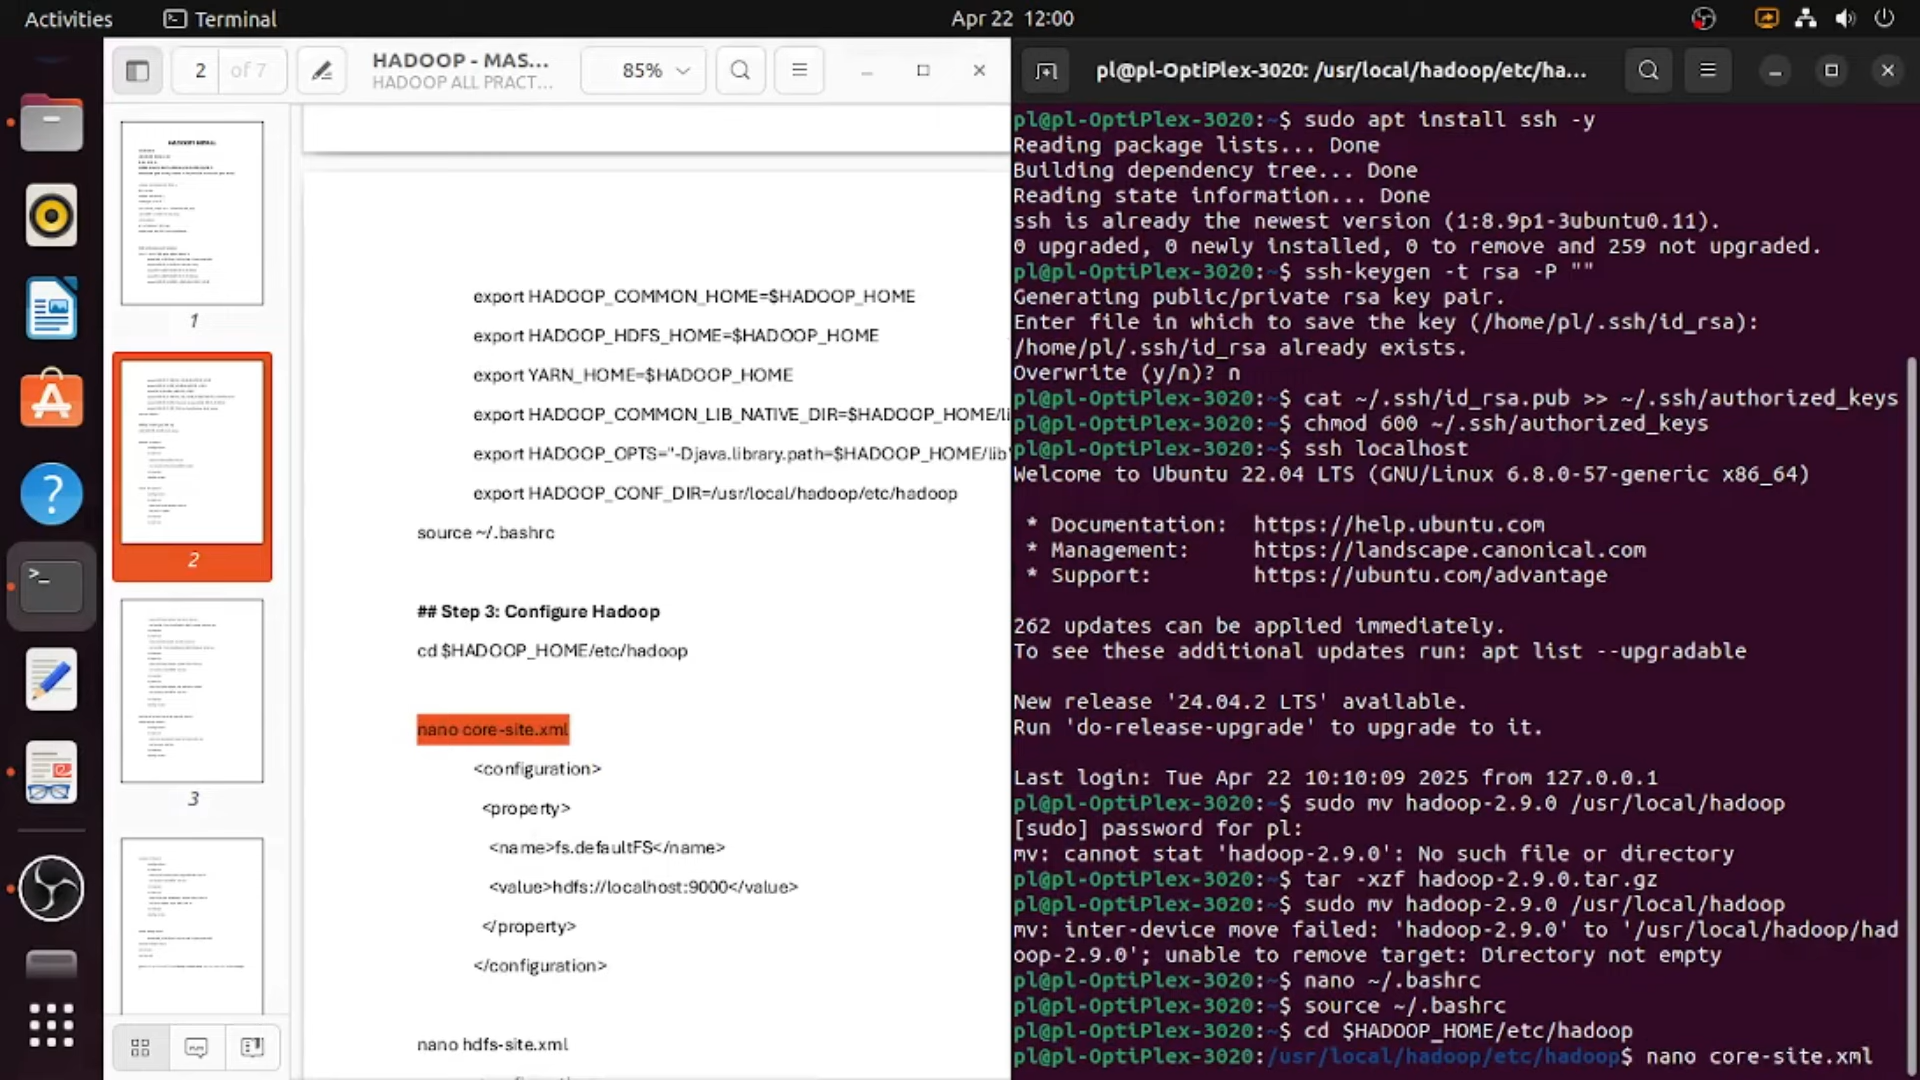 Activities
Terminal
Apr 22 12:00
2 of 7
HADOOP - MAS...
HADOOP ALL PRACT...
85%
1
2
3
export HADOOP_COMMON_HOME=$HADOOP_HOME
export HADOOP_HDFS_HOME=$HADOOP_HOME
export YARN_HOME=$HADOOP_HOME
export HADOOP_COMMON_LIB_NATIVE_DIR=$HADOOP_HOME/li
export HADOOP_OPTS="-Djava.library.path=$HADOOP_HOME/lib
export HADOOP_CONF_DIR=/usr/local/hadoop/etc/hadoop
source ~/.bashrc
## Step 3: Configure Hadoop
cd $HADOOP_HOME/etc/hadoop
nano core-site.xml
<configuration>
<property>
<name>fs.defaultFS</name>
<value>hdfs://localhost:9000</value>
</property>
</configuration>
nano hdfs-site.xml
pl@pl-OptiPlex-3020: /usr/local/hadoop/etc/ha...
pl@pl-OptiPlex-3020:~$ sudo apt install ssh -y
Reading package lists... Done
Building dependency tree... Done
Reading state information... Done
ssh is already the newest version (1:8.9p1-3ubuntu0.11).
0 upgraded, 0 newly installed, 0 to remove and 259 not upgraded.
pl@pl-OptiPlex-3020:~$ ssh-keygen -t rsa -P ""
Generating public/private rsa key pair.
Enter file in which to save the key (/home/pl/.ssh/id_rsa):
/home/pl/.ssh/id_rsa already exists.
Overwrite (y/n)? n
pl@pl-OptiPlex-3020:~$ cat ~/.ssh/id_rsa.pub >> ~/.ssh/authorized_keys
pl@pl-OptiPlex-3020:~$ chmod 600 ~/.ssh/authorized_keys
pl@pl-OptiPlex-3020:~$ ssh localhost
Welcome to Ubuntu 22.04 LTS (GNU/Linux 6.8.0-57-generic x86_64)
* Documentation: https://help.ubuntu.com
* Management: https://landscape.canonical.com
* Support: https://ubuntu.com/advantage
262 updates can be applied immediately.
To see these additional updates run: apt list --upgradable
New release '24.04.2 LTS' available.
Run 'do-release-upgrade' to upgrade to it.
Last login: Tue Apr 22 10:10:09 2025 from 127.0.0.1
pl@pl-OptiPlex-3020:~$ sudo mv hadoop-2.9.0 /usr/local/hadoop
[sudo] password for pl:
mv: cannot stat 'hadoop-2.9.0': No such file or directory
pl@pl-OptiPlex-3020:~$ tar -xzf hadoop-2.9.0.tar.gz
pl@pl-OptiPlex-3020:~$ sudo mv hadoop-2.9.0 /usr/local/hadoop
mv: inter-device move failed: 'hadoop-2.9.0' to '/usr/local/hadoop/had
oop-2.9.0'; unable to remove target: Directory not empty
pl@pl-OptiPlex-3020:~$ nano ~/.bashrc
pl@pl-OptiPlex-3020:~$ source ~/.bashrc
pl@pl-OptiPlex-3020:~$ cd $HADOOP_HOME/etc/hadoop
pl@pl-OptiPlex-3020:/usr/local/hadoop/etc/hadoop$ nano core-site.xml